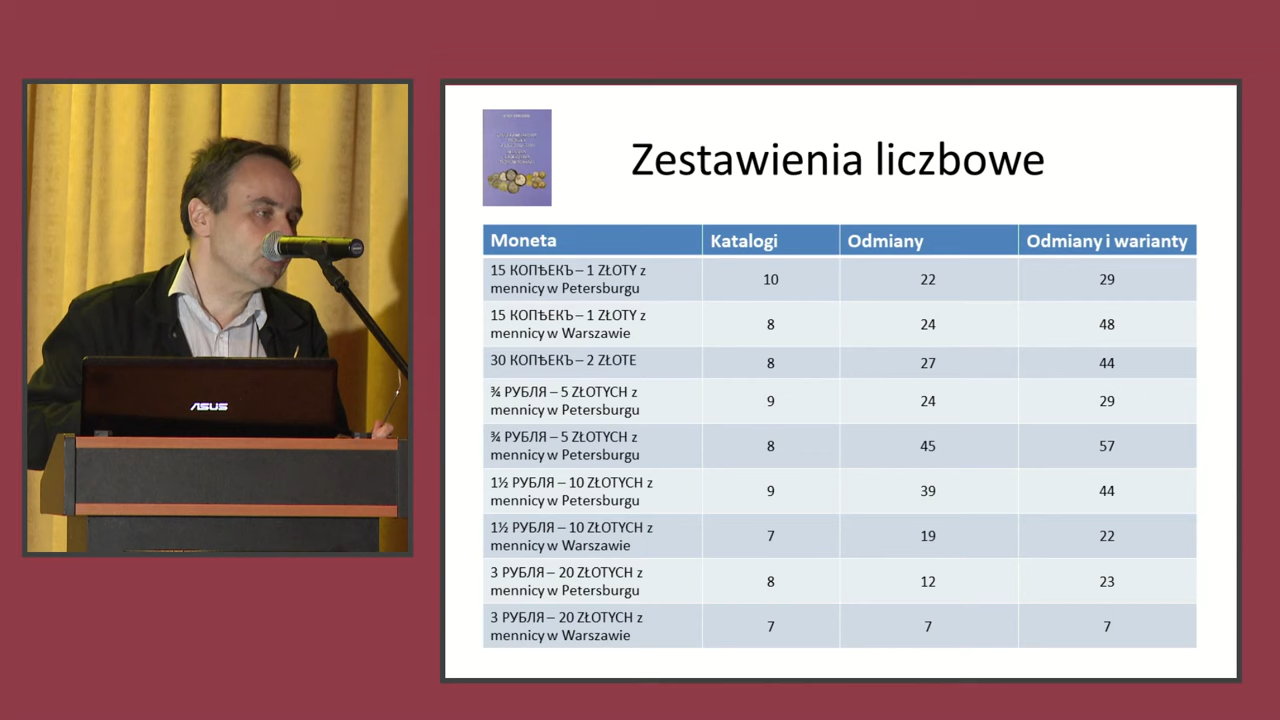 Zestawienia liczbowe
Moneta Katalogi Odmiany Odmiany i warianty
15 КОПѢЕКЪ – 1 ZŁOTY z
mennicy w Petersburgu 10 22 29
15 КОПѢЕКЪ – 1 ZŁOTY z
mennicy w Warszawie 8 24 48
30 КОПѢЕКЪ – 2 ZŁOTE 8 27 44
¾ РУБЛЯ – 5 ZŁOTYCH z
mennicy w Petersburgu 9 24 29
¾ РУБЛЯ – 5 ZŁOTYCH z
mennicy w Petersburgu 8 45 57
1½ РУБЛЯ – 10 ZŁOTYCH z
mennicy w Petersburgu 9 39 44
1½ РУБЛЯ – 10 ZŁOTYCH z
mennicy w Warszawie 7 19 22
3 РУБЛЯ – 20 ZŁOTYCH z
mennicy w Petersburgu 8 12 23
3 РУБЛЯ – 20 ZŁOTYCH z
mennicy w Warszawie 7 7 7
ASUS